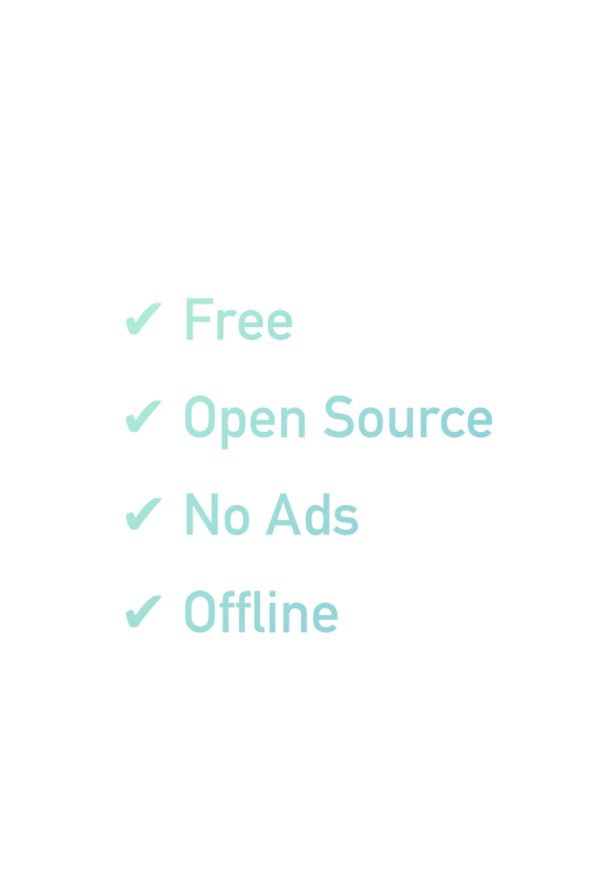 ✔ Free
✔ Open Source
✔ No Ads
✔ Offline